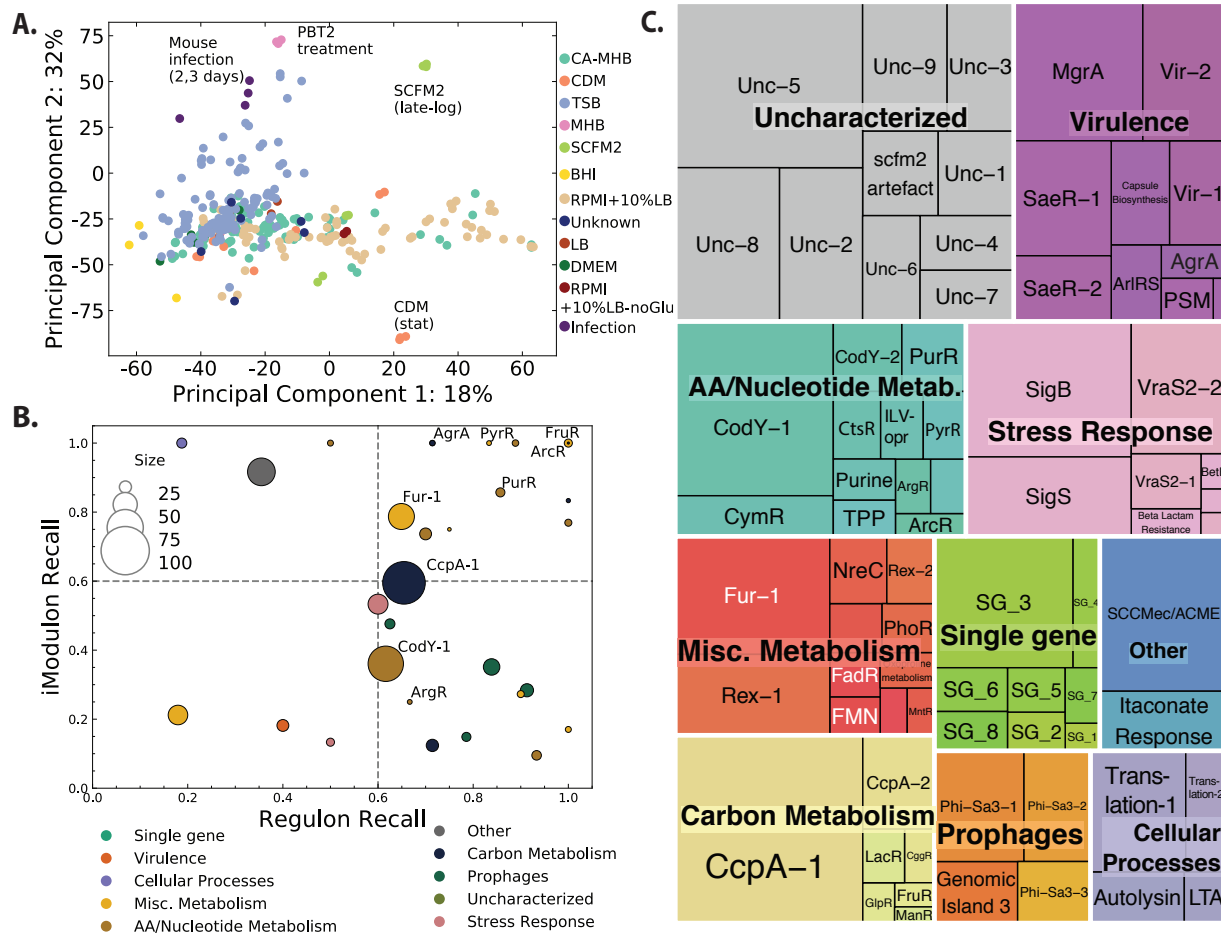 A.
Principal Component 2: 32%
75
50
25
0
-25
-50
-75
-60
-40
-20
0
20
40
60
Principal Component 1: 18%
Mouse
infection
(2,3 days)
PBT2
treatment
SCFM2
(late-log)
CDM
(stat)
CA-MHB
CDM
TSB
MHB
SCFM2
BHI
RPMI+10%LB
Unknown
LB
DMEM
RPMI
+10%LB-noGlu
Infection
B.
iModulon Recall
1.0
0.8
0.6
0.4
0.2
0.0
0.0
0.2
0.4
0.6
0.8
1.0
Regulon Recall
Size
25
50
75
100
AgrA
PyrR
FruR
ArcR
PurR
Fur-1
CcpA-1
CodY-1
ArgR
Single gene
Virulence
Cellular Processes
Misc. Metabolism
AA/Nucleotide Metabolism
Other
Carbon Metabolism
Prophages
Uncharacterized
Stress Response
C.
Unc-5
Unc-9
Unc-3
Uncharacterized
scfm2
artefact
Unc-1
Unc-8
Unc-2
Unc-6
Unc-4
Unc-7
MgrA
Vir-2
Virulence
SaeR-1
Capsule
Biosynthesis
Vir-1
SaeR-2
ArlRS
AgrA
PSM
CodY-2
PurR
AA/Nucleotide Metab.
CodY-1
CtsR
ILV-
opr
PyrR
Purine
ArgR
CymR
TPP
ArcR
SigB
VraS2-2
Stress Response
SigS
VraS2-1
Beta Lactam
Resistance
Fur-1
NreC
Rex-2
PhoR
Misc. Metabolism
metabolism
Rex-1
FadR
FMN
MntR
SG_3
SG_4
Single gene
SG_6
SG_5
SG_7
SG_8
SG_2
SG_1
SCCMec/ACME
Other
Itaconate
Response
CcpA-2
Carbon Metabolism
CcpA-1
LacR
CggR
GlpR
FruR
ManR
Phi-Sa3-1
Phi-Sa3-2
Prophages
Genomic
Island 3
Phi-Sa3-3
Trans-
lation-1
Trans-
lation-2
Cellular
Processes
Autolysin
LTA